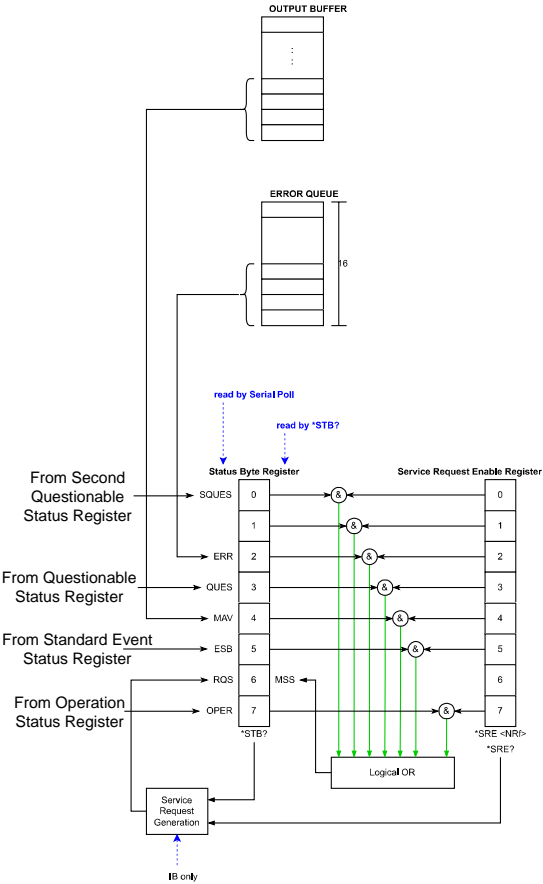 OUTPUT BUFFER
ERROR QUEUE
16
read by Serial Poll
read by *STB?
Status Byte Register
Service Request Enable Register
From Second
Questionable
Status Register
SQUES
0
&
0
1
&
1
ERR
2
&
2
From Questionable
Status Register
QUES
3
&
3
MAV
4
&
4
From Standard Event
Status Register
ESB
5
&
5
RQS
6
MSS
6
From Operation
Status Register
OPER
7
&
7
*STB?
*SRE <NRf>
*SRE?
Logical OR
Service
Request
Generation
IB only